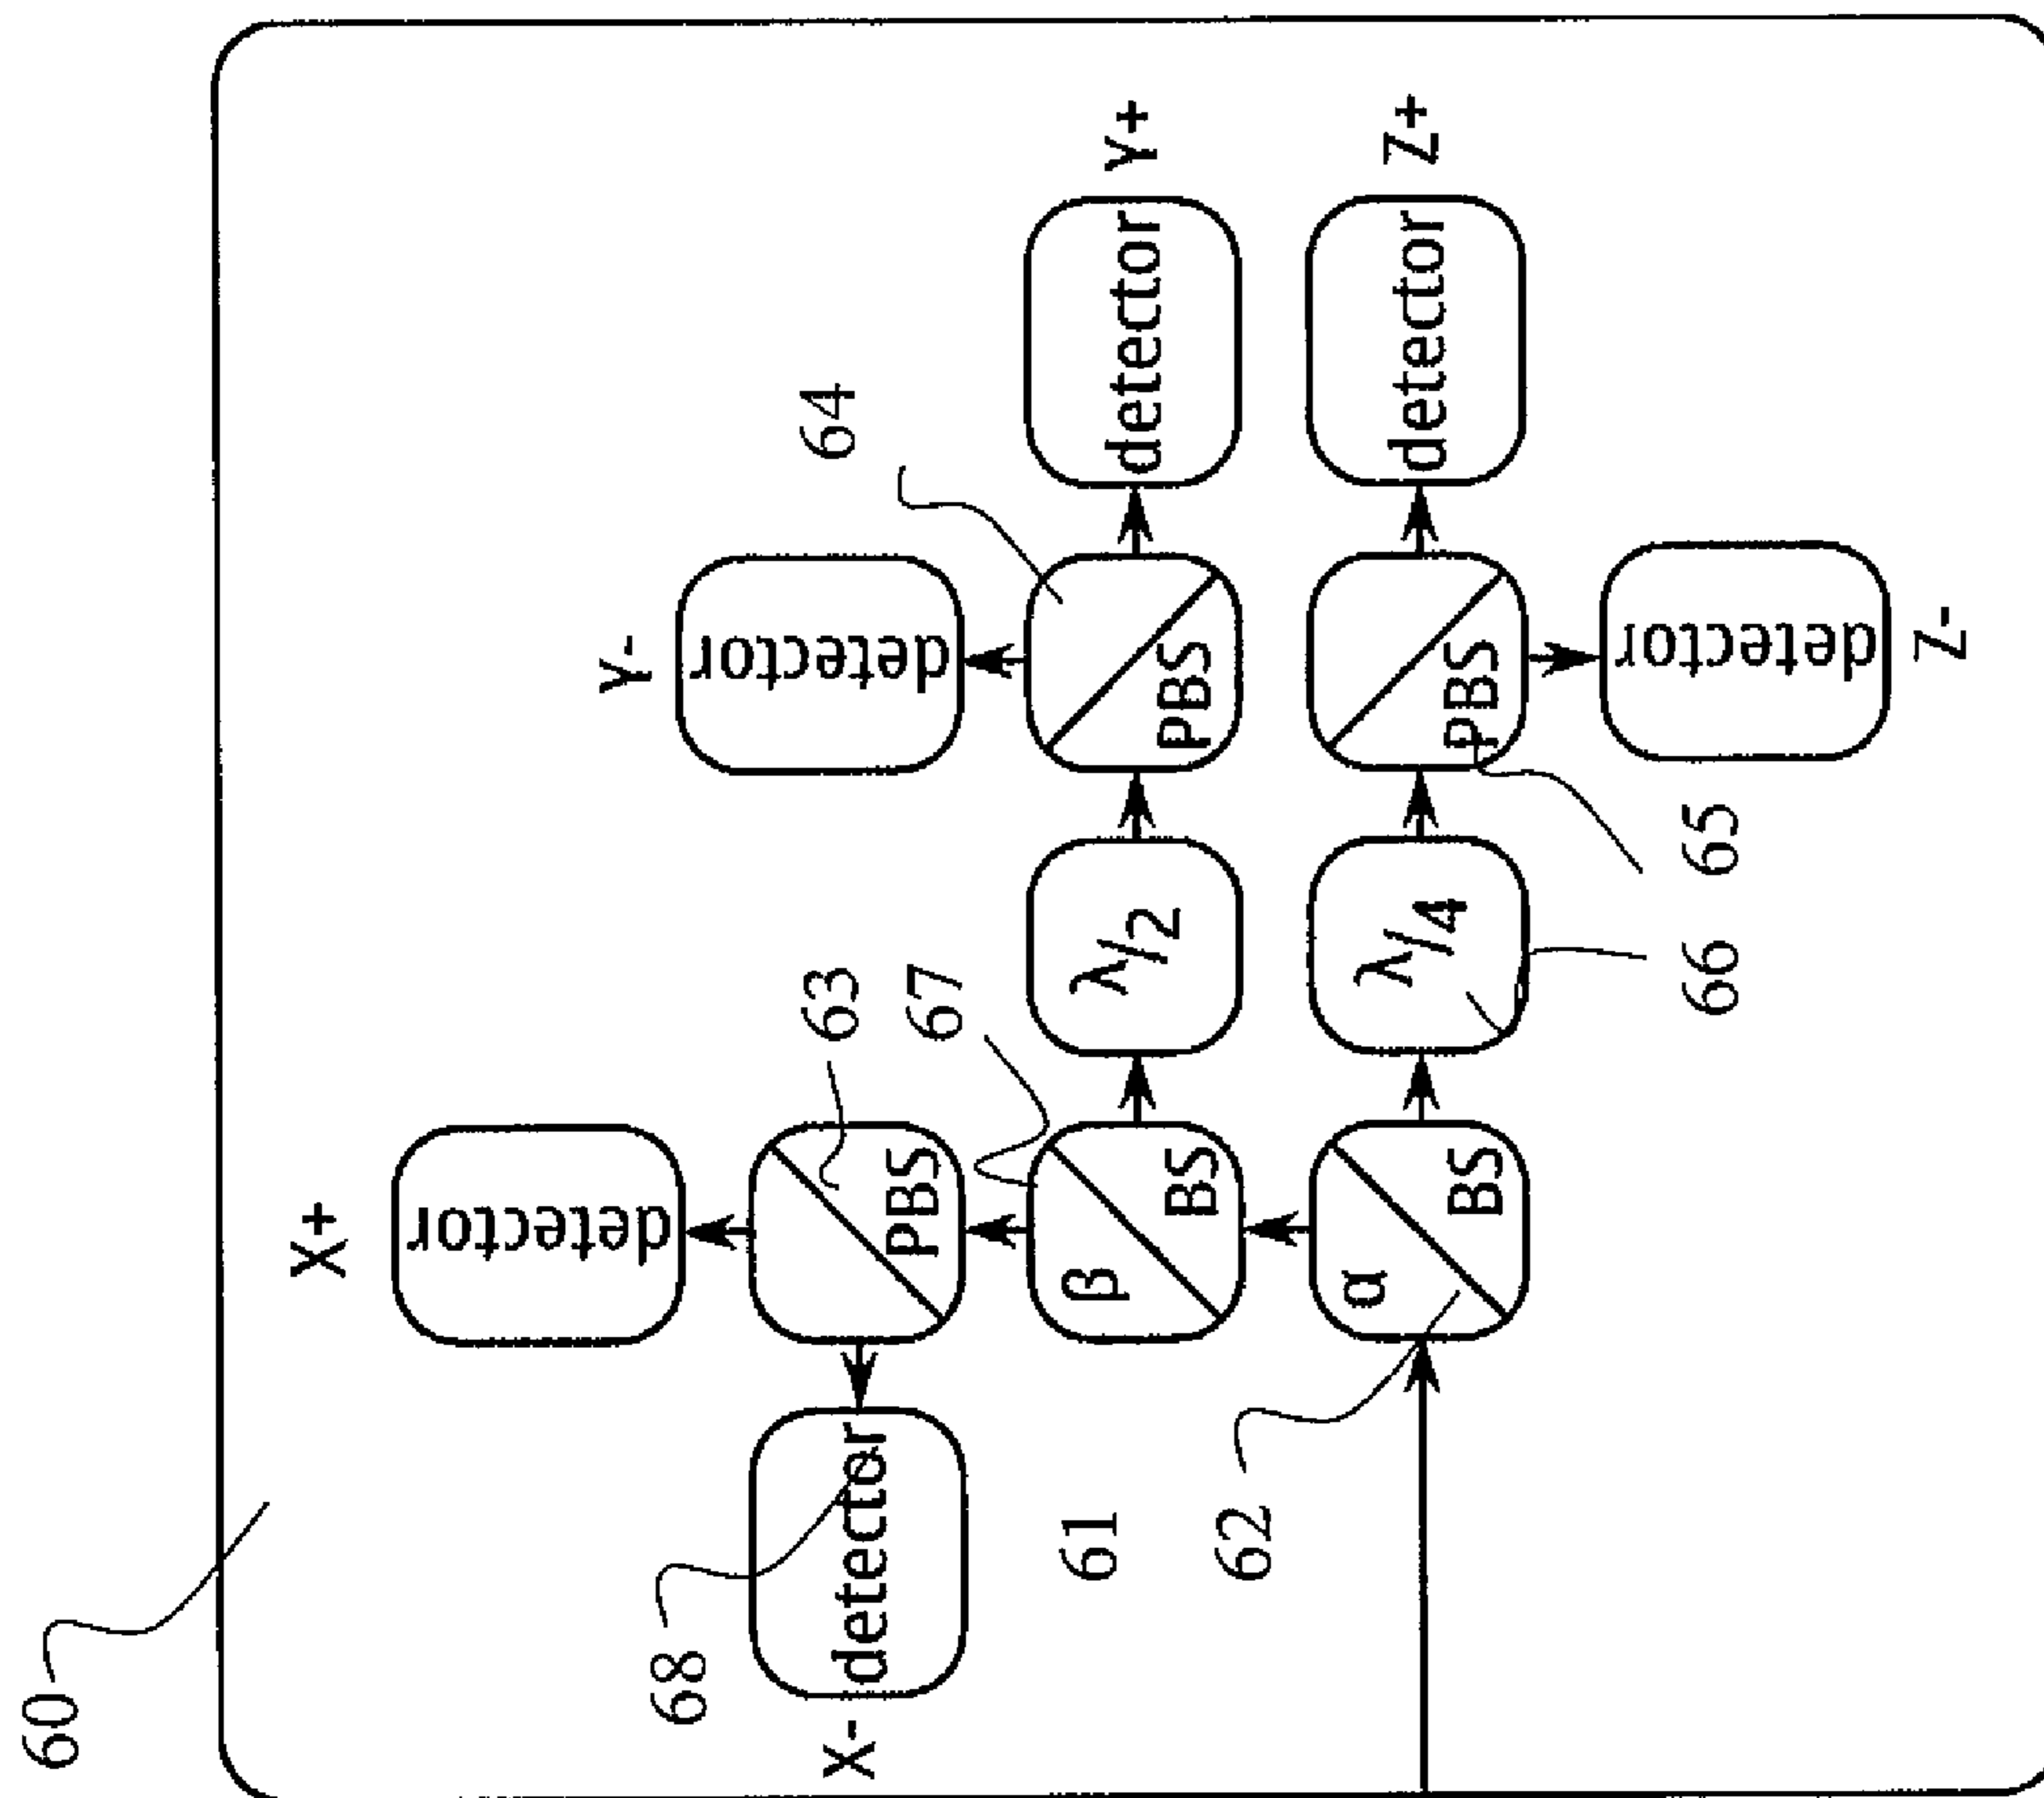 60
X+
X-
detector
detector
68
63
PBS
67
β
BS
61
62
α
BS
Y-
detector
64
λ/2
PBS
detector
Y+
λ/4
66
PBS
65
detector
Z+
detector
Z-